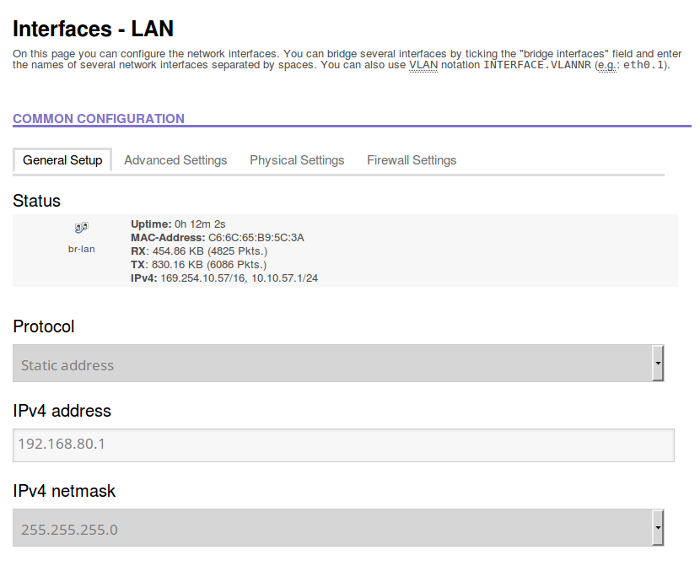 Interfaces - LAN
On this page you can configure the network interfaces. You can bridge several interfaces by ticking the "bridge interfaces" field and enter
the names of several network interfaces separated by spaces. You can also use VLAN notation INTERFACE.VLANNR (e.g.: eth0.1).
COMMON CONFIGURATION
General Setup Advanced Settings Physical Settings Firewall Settings
Status
br-lan
Uptime: 0h 12m 2s
MAC-Address: C6:6C:65:B9:5C:3A
RX: 454.86 KB (4825 Pkts.)
TX: 830.16 KB (6086 Pkts.)
IPv4: 169.254.10.57/16, 10.10.57.1/24
Protocol
Static address
IPv4 address
192.168.80.1
IPv4 netmask
255.255.255.0